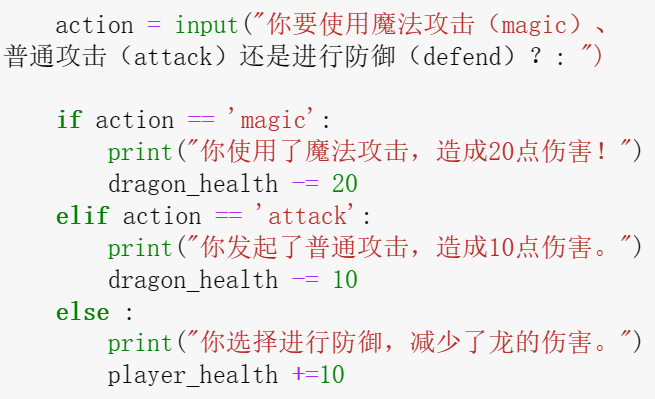 action = input("你要使用魔法攻击（magic）、
普通攻击（attack）还是进行防御（defend）？: ")
if action == 'magic':
print("你使用了魔法攻击，造成20点伤害！")
dragon_health -= 20
elif action == 'attack':
print("你发起了普通攻击，造成10点伤害。")
dragon_health -= 10
else :
print("你选择进行防御，减少了龙的伤害。")
player_health +=10